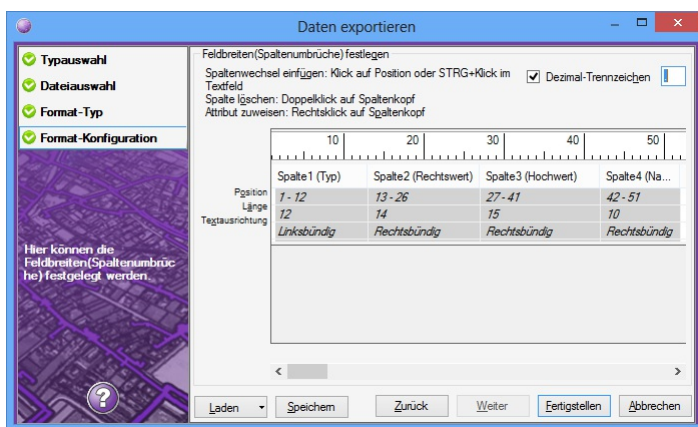 Daten exportieren
Typauswahl
Dateiauswahl
Format-Typ
Format-Konfiguration
Hier können die
Feldbreiten(Spaltenumbrüc
he) festgelegt werden.
Feldbreiten(Spaltenumbrüche) festlegen
Spaltenwechsel einfügen: Klick auf Position oder STRG+Klick im
Textfeld
Spalte löschen: Doppelklick auf Spaltenkopf
Attribut zuweisen: Rechtsklick auf Spaltenkopf
Dezimal-Trennzeichen
10 20 30 40 50
Spalte1 (Typ) Spalte2 (Rechtswert) Spalte3 (Hochwert) Spalte4 (Na...
Position 1 - 12 13 - 26 27 - 41 42 - 51
Länge 12 14 15 10
Textausrichtung Linksbündig Rechtsbündig Rechtsbündig Rechtsbündig
Laden Speichern Zurück Weiter Fertigstellen Abbrechen